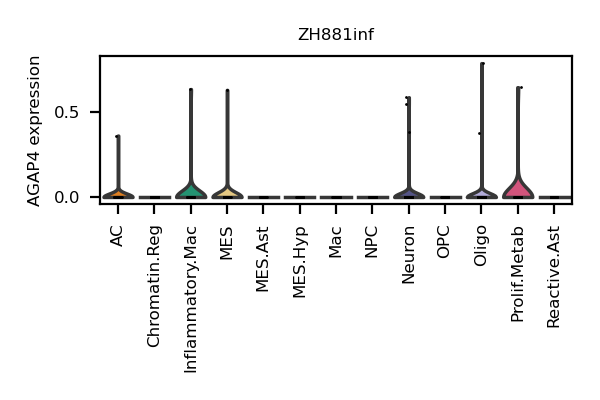 ZH881inf
AGAP4 expression
0.5
0.0
AC
Chromatin.Reg
Inflammatory.Mac
MES
MES.Ast
MES.Hyp
Mac
NPC
Neuron
OPC
Oligo
Prolif.Metab
Reactive.Ast